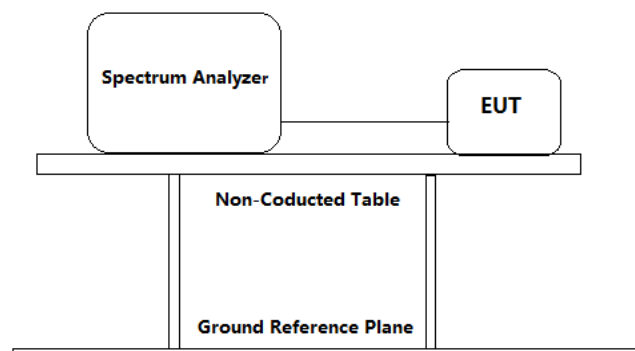 Spectrum Analyzer
EUT
Non-Coducted Table
Ground Reference Plane